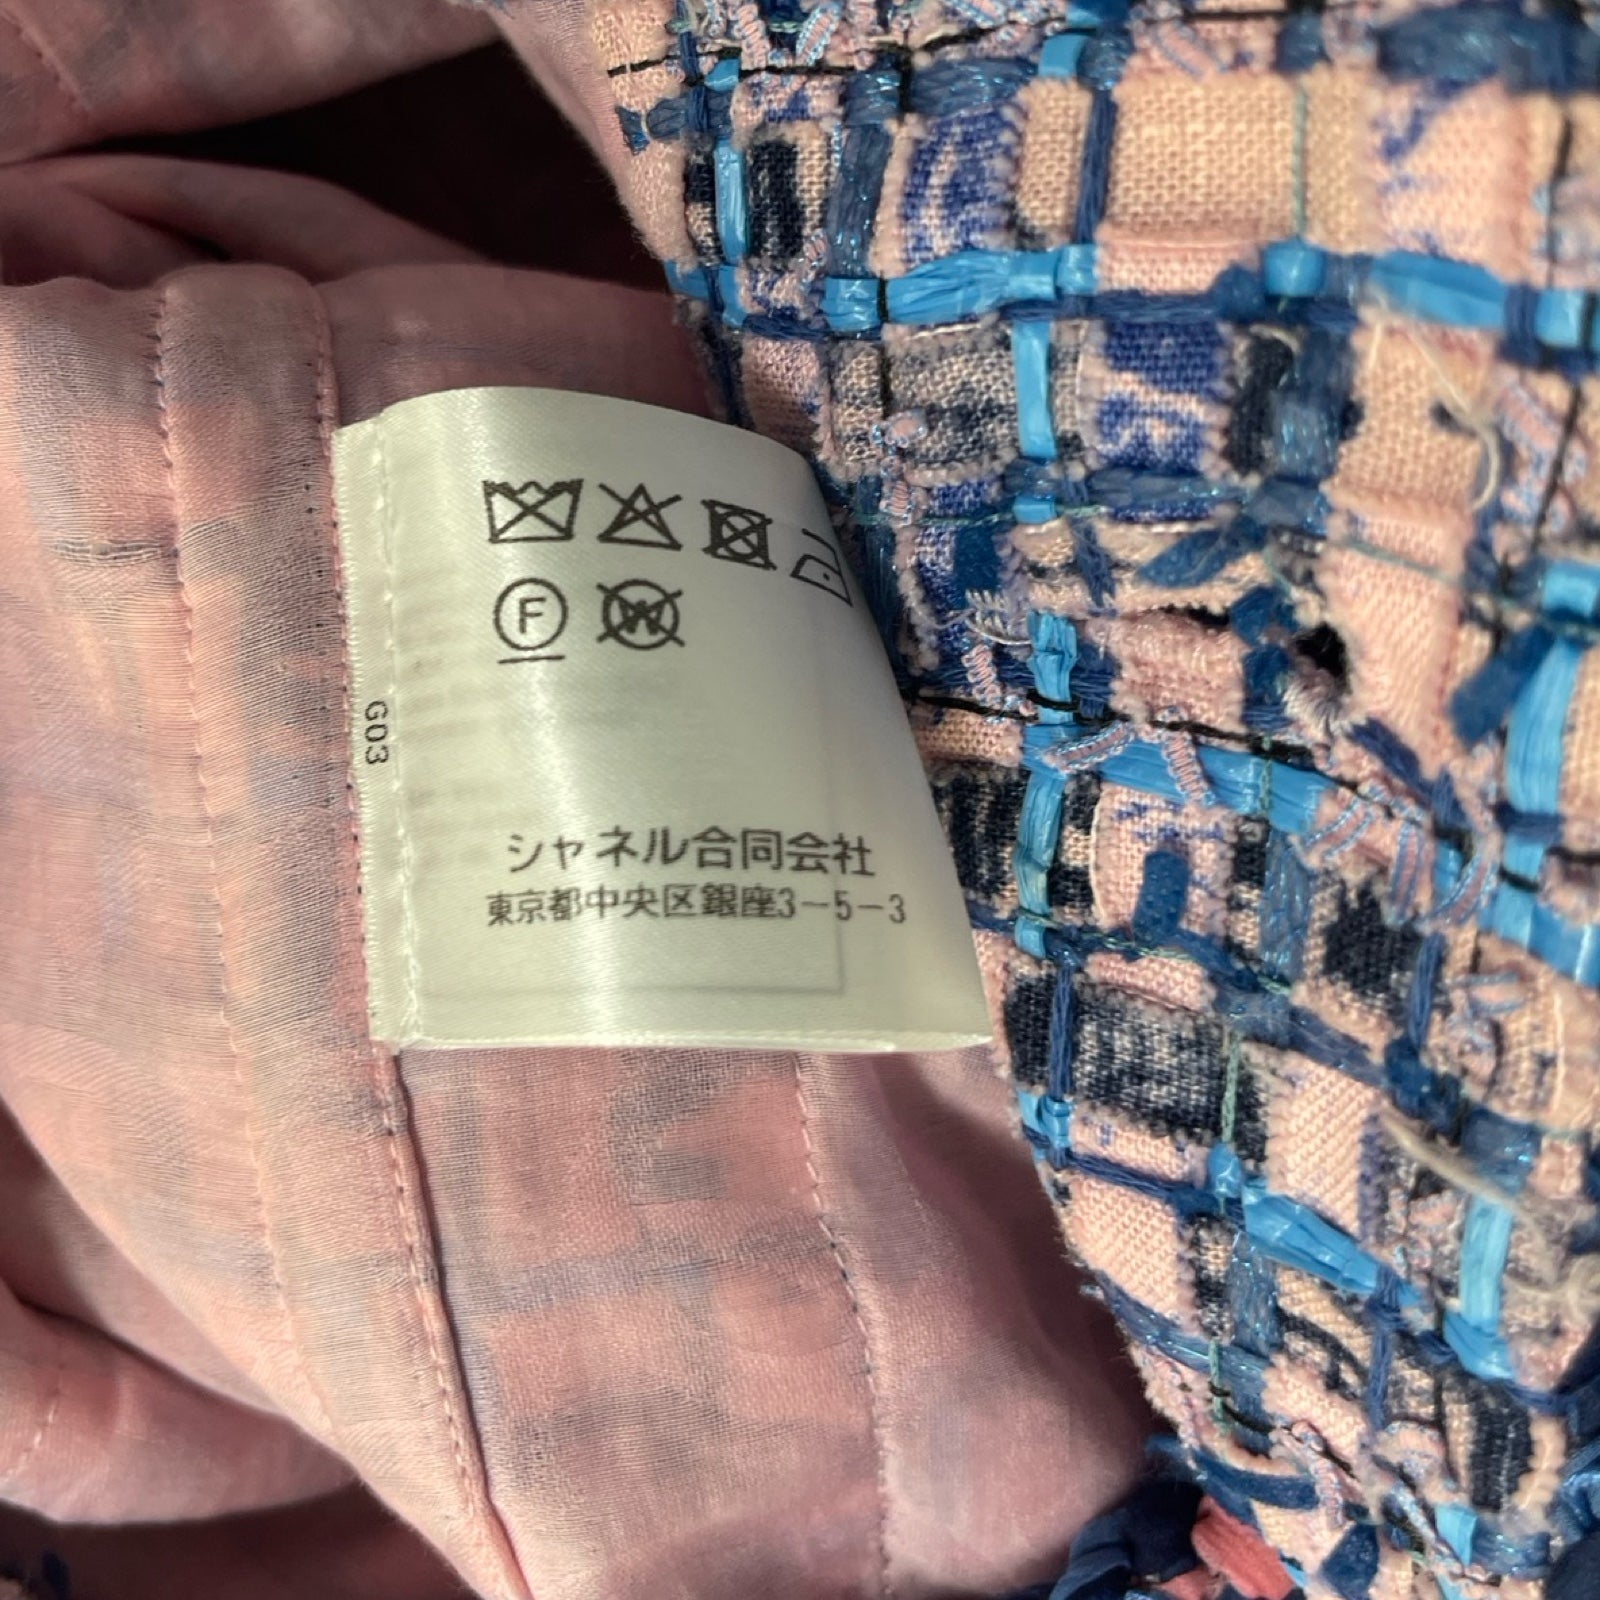 F W
G03
シャネル合同会社
東京都中央区銀座3-5-3